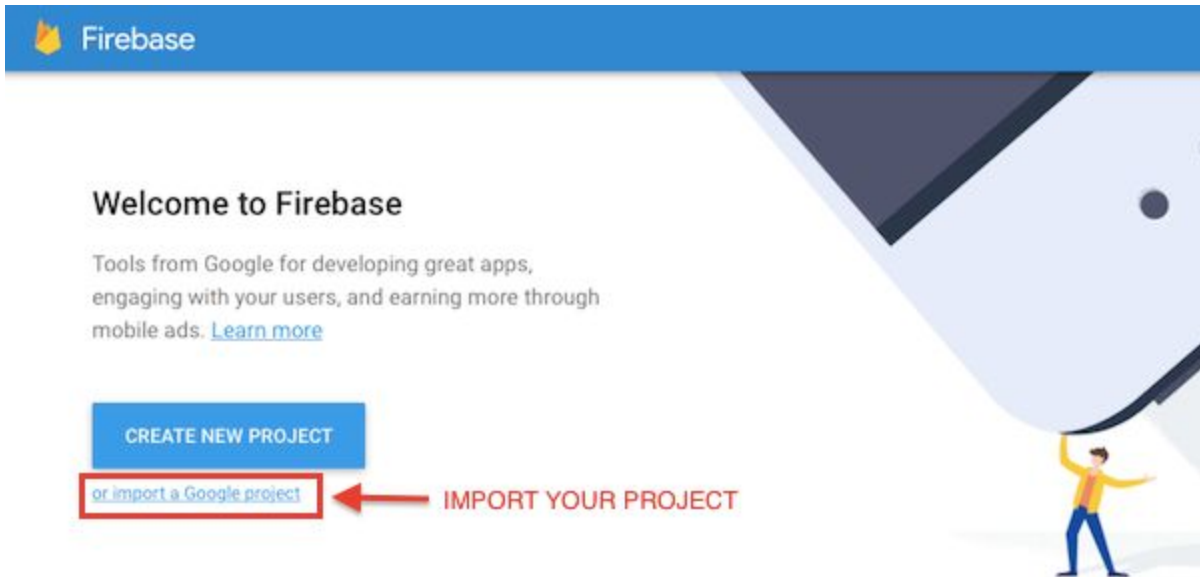 Firebase
Welcome to Firebase
Tools from Google for developing great apps,
engaging with your users, and earning more through
mobile ads. Learn more
CREATE NEW PROJECT
or import a Google project
IMPORT YOUR PROJECT